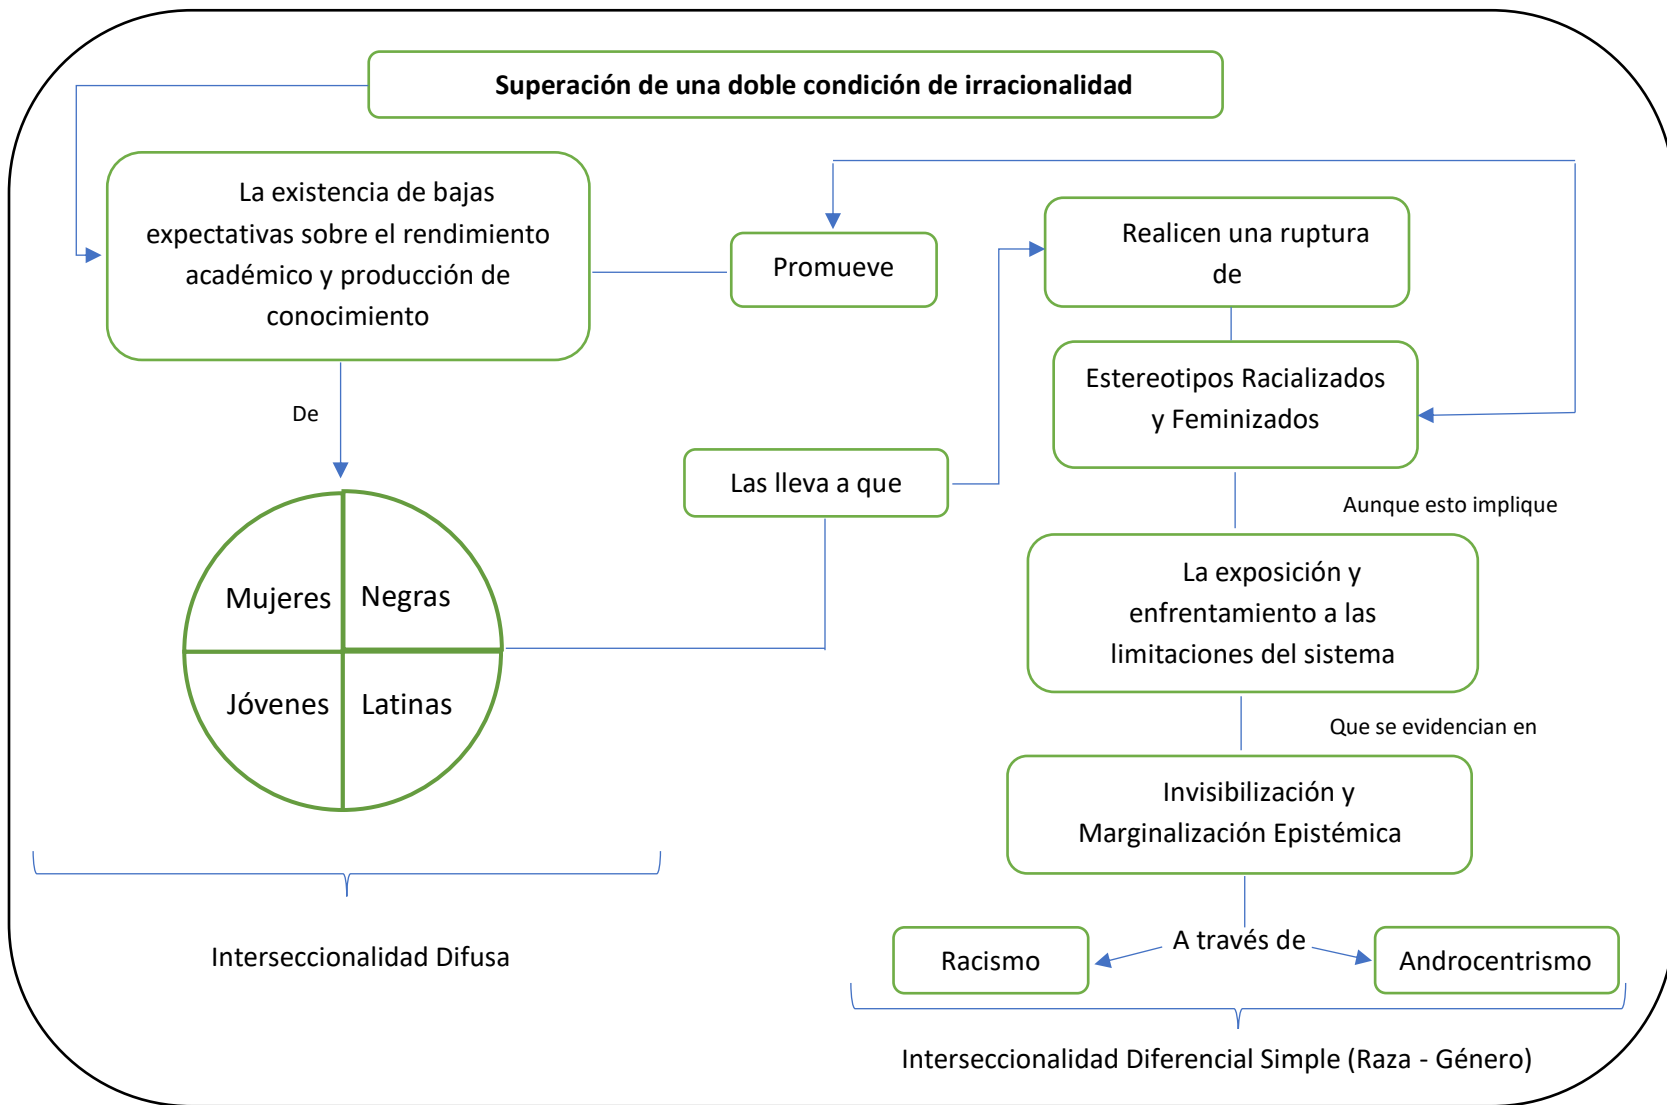 Superación de una doble condición de irracionalidad
La existencia de bajas
expectativas sobre el rendimiento
académico y producción de
conocimiento
Promueve
Realicen una ruptura
de
Estereotipos Racializados
y Feminizados
De
Las lleva a que
Aunque esto implique
Mujeres
Negras
Jóvenes
Latinas
La exposición y
enfrentamiento a las
limitaciones del sistema
Que se evidencian en
Invisibilización y
Marginalización Epistémica
A través de
Racismo
Androcentrismo
Interseccionalidad Difusa
Interseccionalidad Diferencial Simple (Raza - Género)